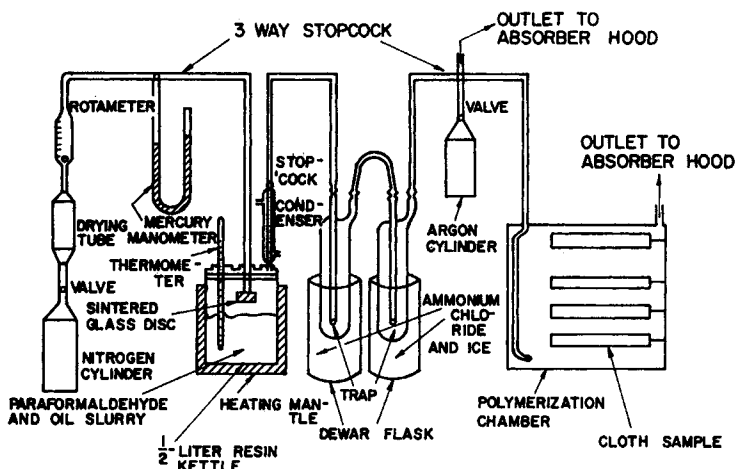 3 WAY STOPCOCK
OUTLET TO
ABSORBER HOOD
ROTAMETER
VALVE
OUTLET TO
ABSORBER HOOD
STOP-
COCK
COND-
ENSER
MERCURY
MANOMETER
DRYING
TUBE
ARGON
CYLINDER
THERMOME-
TER
VALVE
SINTERED
GLASS DISC
AMMONIUM
CHLO-
RIDE
AND ICE
NITROGEN
CYLINDER
TRAP
PARAFORMALDEHYDE
AND OIL SLURRY
HEATING MAN-
TLE
DEWAR FLASK
POLYMERIZATION
CHAMBER
CLOTH SAMPLE
1/2-LITER RESIN
KETTLE